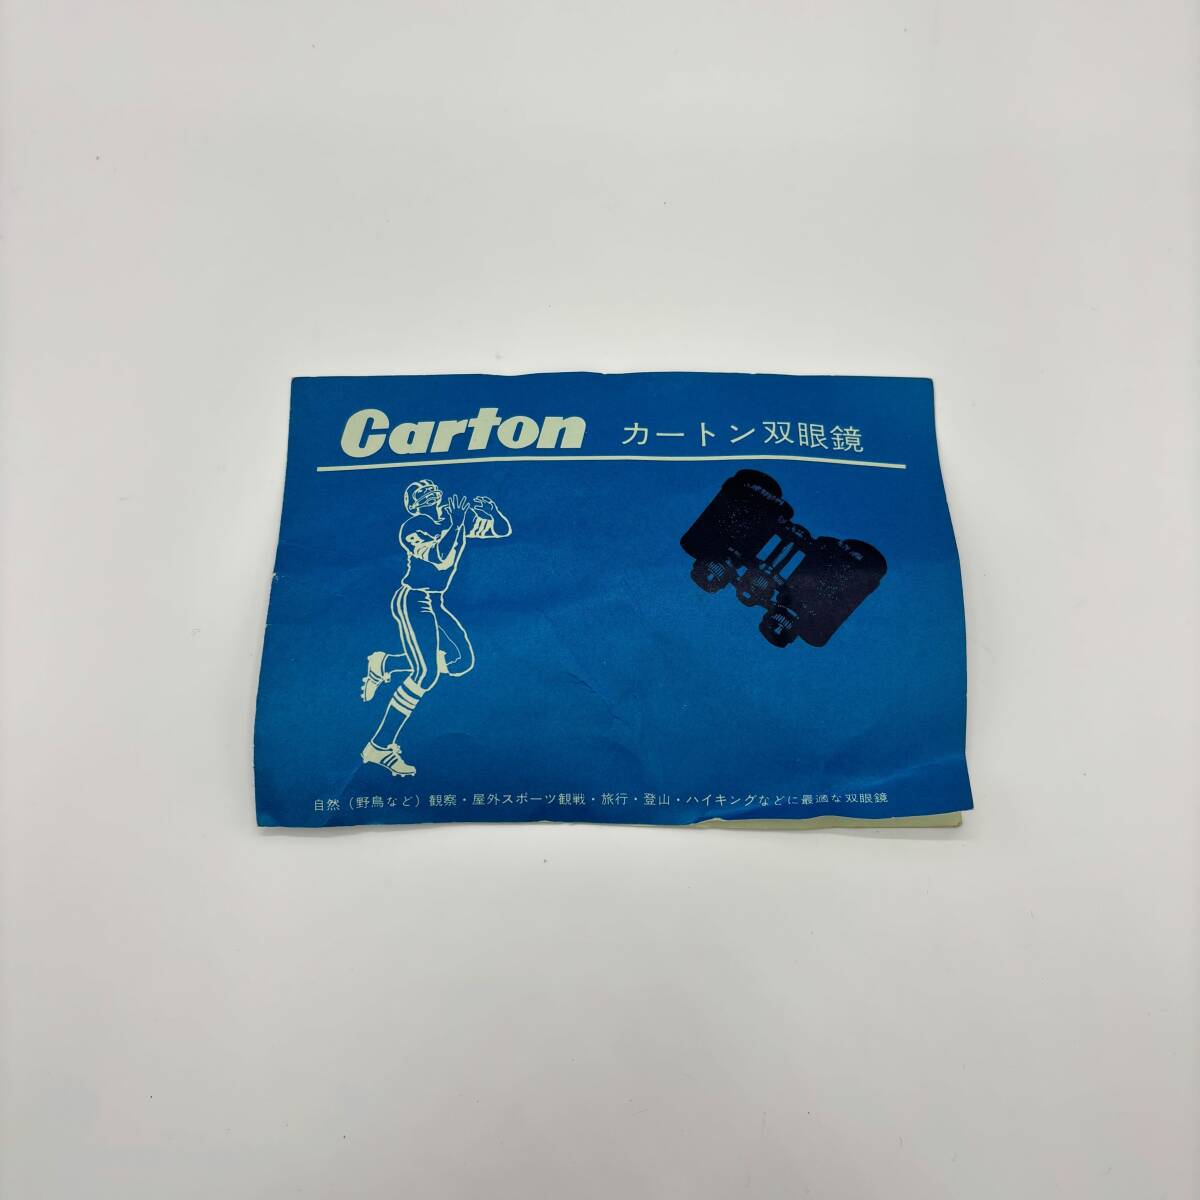 Carton カートン双眼鏡
自然(野鳥など)観察・屋外スポーツ観戦・旅行・登山・ハイキングなどに最適な双眼鏡